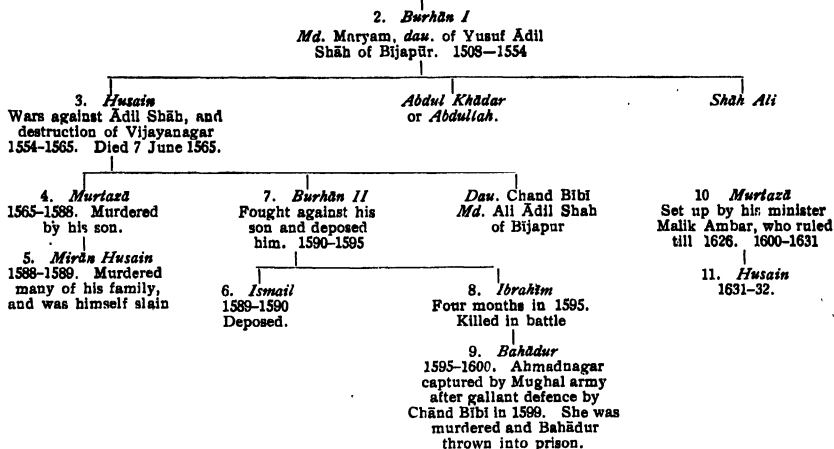 2. Burhān I
Md. Maryam, dau. of Yusuf Ādil
Shāh of Bījapūr. 1508—1554
3. Husain
Wars against Ādil Shāh, and
destruction of Vijayanagar
1554-1565. Died 7 June 1565.
Abdul Khādar
or Abdullah.
Shāh Ali
4. Murtazā
1565-1588. Murdered
by his son.
5. Mirān Husain
1588-1589. Murdered
many of his family,
and was himself slain
7. Burhān II
Fought against his
son and deposed
him. 1590-1595
Dau. Chand Bībī
Md. Ali Ādil Shah
of Bijapur
10 Murtazā
Set up by his minister
Malik Ambar, who ruled
till 1626. 1600-1631
11. Husain
1631-32.
6. Ismail
1589-1590
Deposed.
8. Ibrahīm
Four months in 1595.
Killed in battle
9. Bahādur
1595-1600. Ahmadnagar
captured by Mughal army
after gallant defence by
Chānd Bībī in 1599. She was
murdered and Bahādur
thrown into prison.